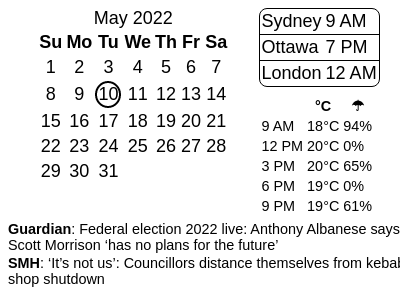 May 2022
Su Mo Tu We Th Fr Sa
1 2 3 4 5 6 7
8 9 10 11 12 13 14
15 16 17 18 19 20 21
22 23 24 25 26 27 28
29 30 31
Sydney 9 AM
Ottawa 7 PM
London 12 AM
°C ☂
9 AM 18°C 94%
12 PM 20°C 0%
3 PM 20°C 65%
6 PM 19°C 0%
9 PM 19°C 61%
Guardian: Federal election 2022 live: Anthony Albanese says
Scott Morrison ‘has no plans for the future’
SMH: ‘It’s not us’: Councillors distance themselves from kebab
shop shutdown